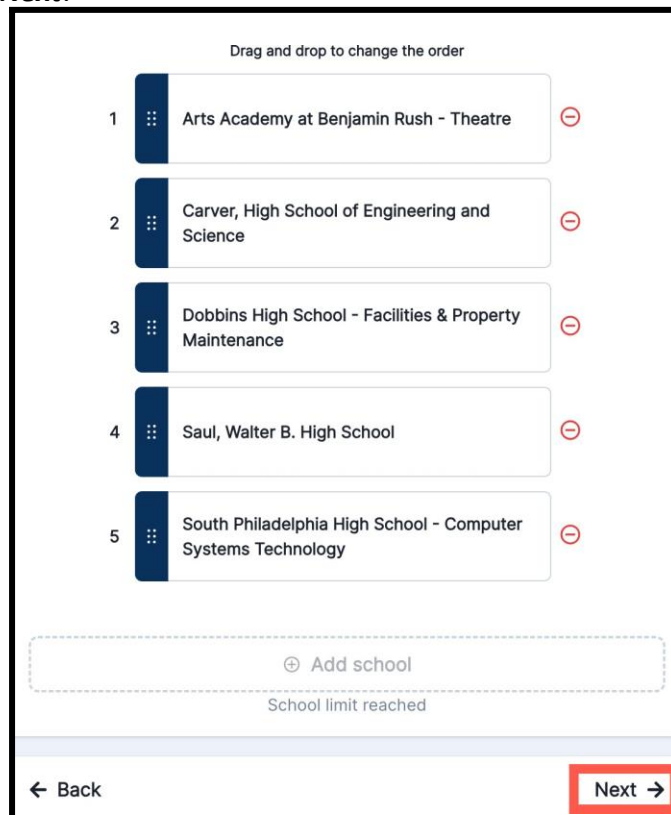 Drag and drop to change the order
1 Arts Academy at Benjamin Rush - Theatre
2 Carver, High School of Engineering and
Science
3 Dobbins High School - Facilities & Property
Maintenance
4 Saul, Walter B. High School
5 South Philadelphia High School - Computer
Systems Technology
Add school
School limit reached
← Back
Next →